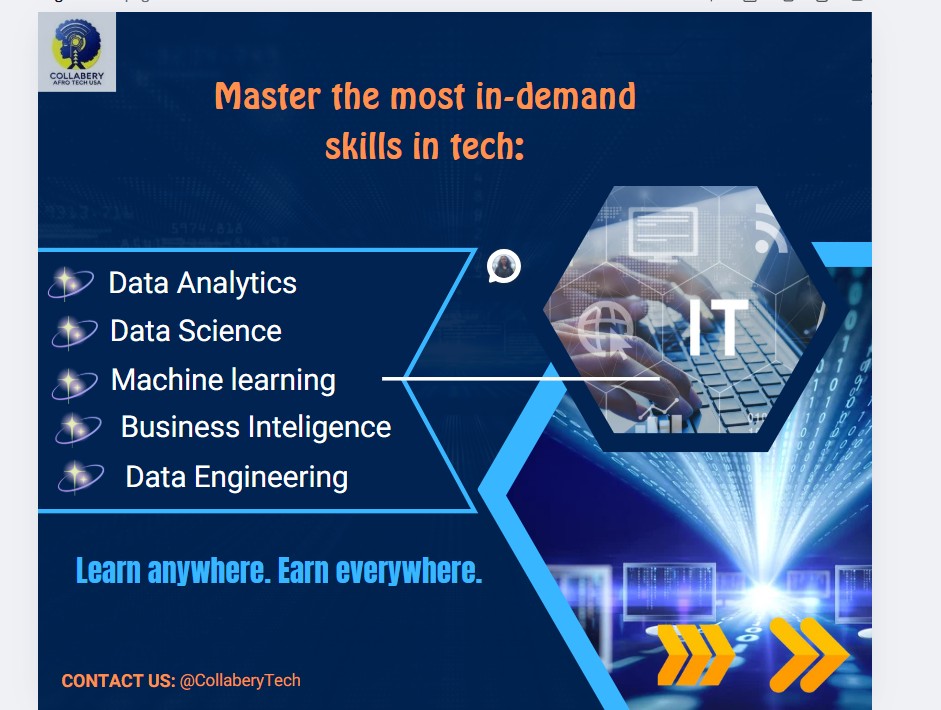 COLLABERY
AFRO TECH USA
Master the most in-demand
skills in tech:
Data Analytics
Data Science
Machine learning
Business Inteligence
Data Engineering
IT
Learn anywhere. Earn everywhere.
CONTACT US: @CollaberyTech